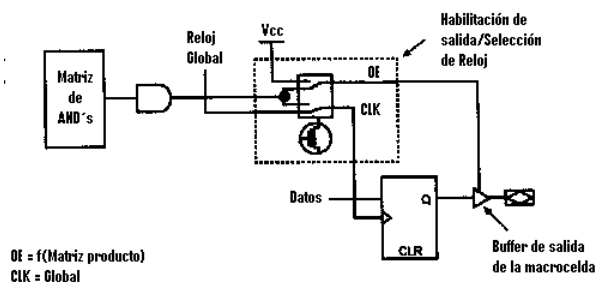 Habilitación de
salida/Selección
de Reloj
Reloj
Global
Vcc
Matriz
de
AND´s
OE
CLK
Datos
Q
CLR
Buffer de salida
de la macrocelda
OE = f(Matriz producto)
CLK = Global